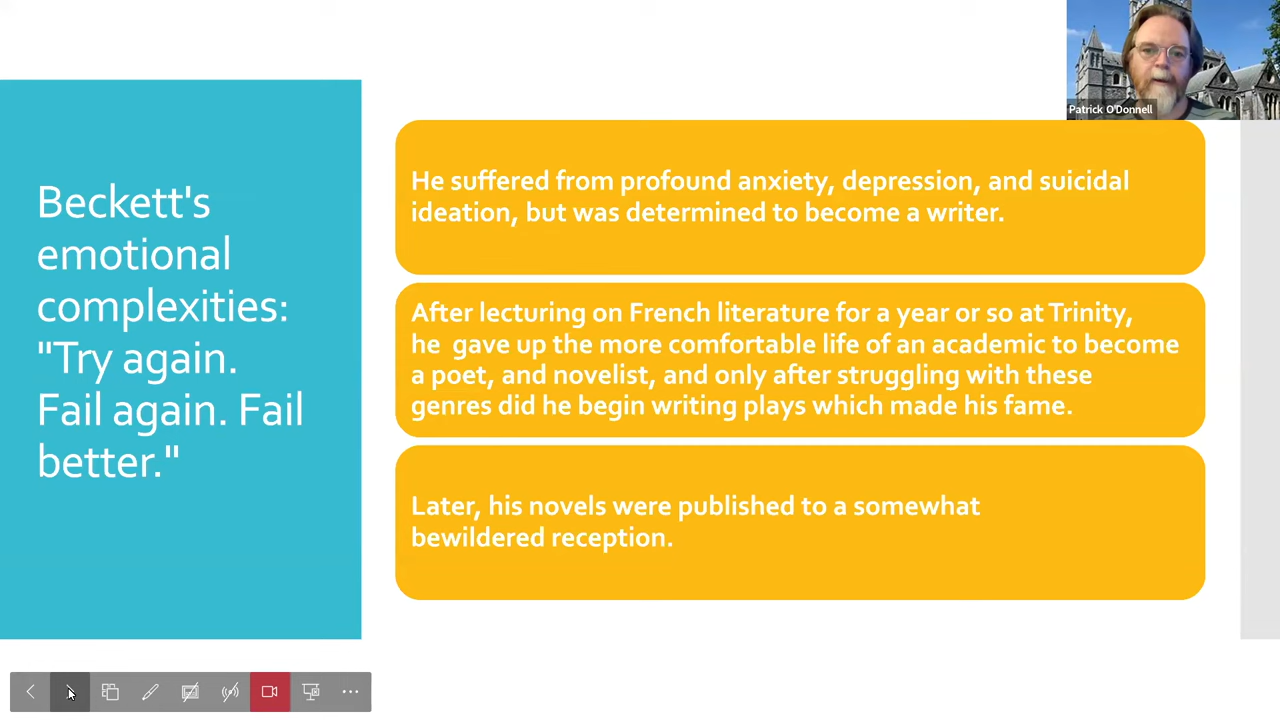 Beckett's
emotional
complexities:
"Try again.
Fail again. Fail
better."
Patrick O'Donnell
He suffered from profound anxiety, depression, and suicidal
ideation, but was determined to become a writer.
After lecturing on French literature for a year or so at Trinity,
he gave up the more comfortable life of an academic to become
a poet, and novelist, and only after struggling with these
genres did he begin writing plays which made his fame.
Later, his novels were published to a somewhat
bewildered reception.